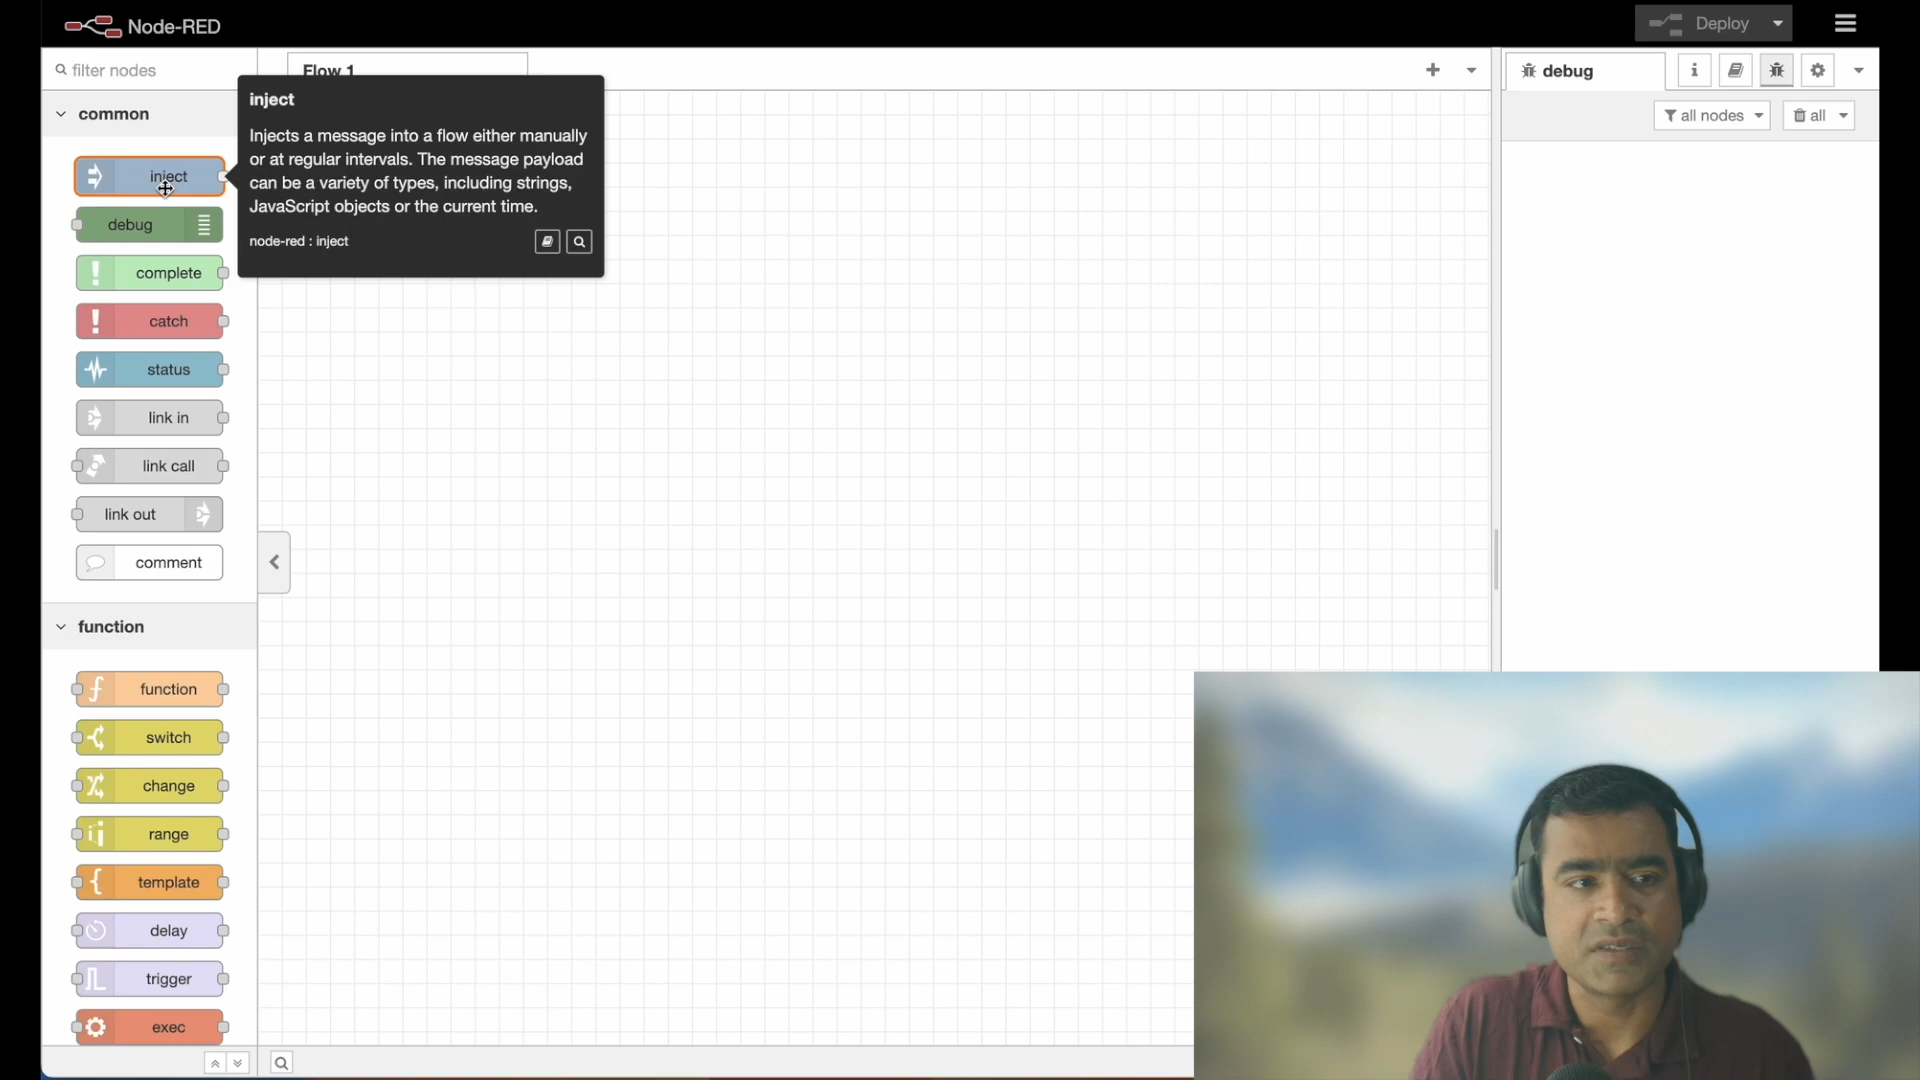 Node-RED
Deploy
filter nodes
Flow 1
debug
common
all nodes
all
inject
Injects a message into a flow either manually
or at regular intervals. The message payload
can be a variety of types, including strings,
JavaScript objects or the current time.
node-red : inject
inject
debug
complete
catch
status
link in
link call
link out
comment
function
function
switch
change
range
template
delay
trigger
exec